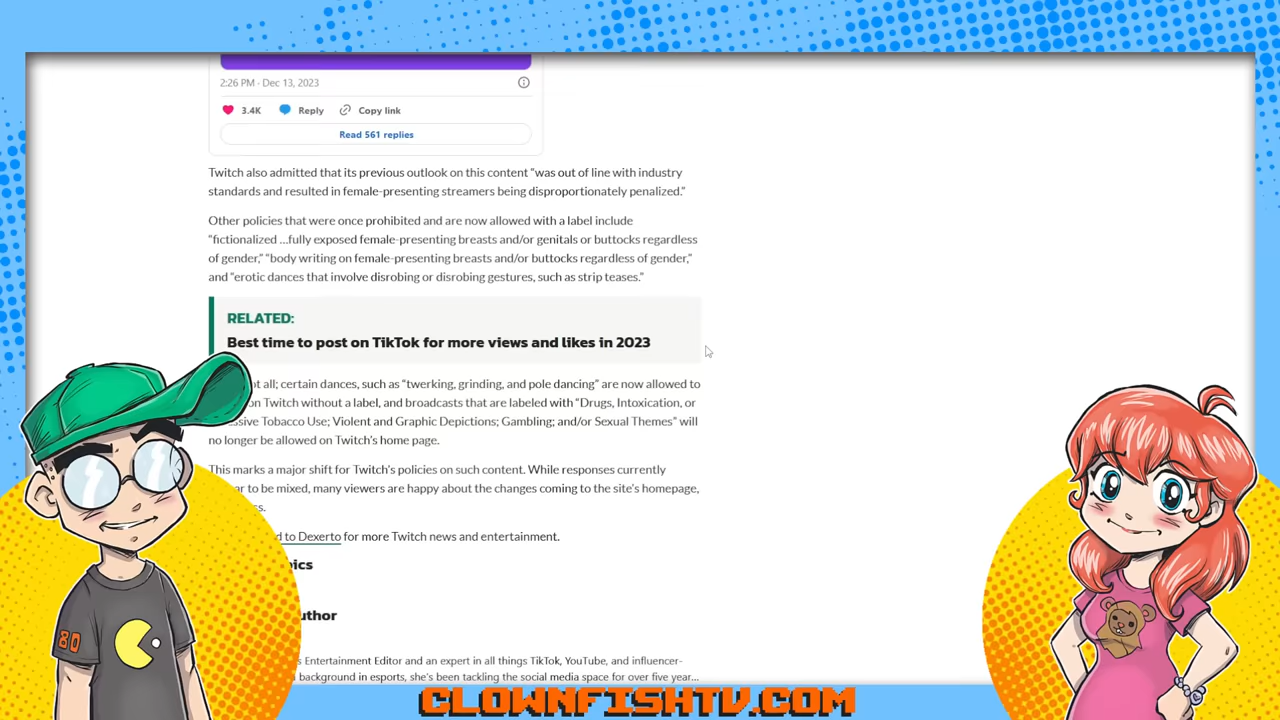 2:26 PM · Dec 13, 2023
3.4K Reply Copy link
Read 561 replies
Twitch also admitted that its previous outlook on this content “was out of line with industry
standards and resulted in female-presenting streamers being disproportionately penalized.”
Other policies that were once prohibited and are now allowed with a label include
“fictionalized …fully exposed female-presenting breasts and/or genitals or buttocks regardless
of gender,” “body writing on female-presenting breasts and/or buttocks regardless of gender,”
and “erotic dances that involve disrobing or disrobing gestures, such as strip teases.”
RELATED:
Best time to post on TikTok for more views and likes in 2023
all; certain dances, such as “twerking, grinding, and pole dancing” are now allowed to
on Twitch without a label, and broadcasts that are labeled with “Drugs, Intoxication, or
Tobacco Use; Violent and Graphic Depictions; Gambling; and/or Sexual Themes” will
no longer be allowed on Twitch’s home page.
This marks a major shift for Twitch’s policies on such content. While responses currently
to be mixed, many viewers are happy about the changes coming to the site’s homepage,
to Dexerto for more Twitch news and entertainment.
Entertainment Editor and an expert in all things TikTok, YouTube, and influencer-
background in esports, she’s been tackling the social media space for over five year...
80
CLOWNFISHTV.COM